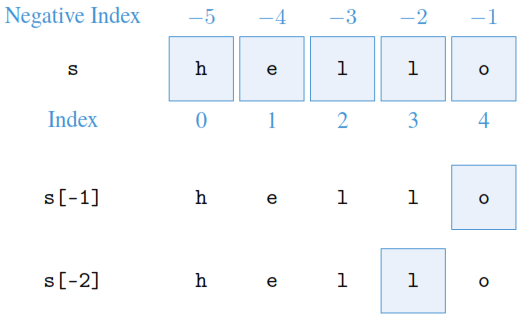 Negative Index −5 −4 −3 −2 −1
s h e l l o
Index 0 1 2 3 4
s[-1] h e l l o
s[-2] h e l l o